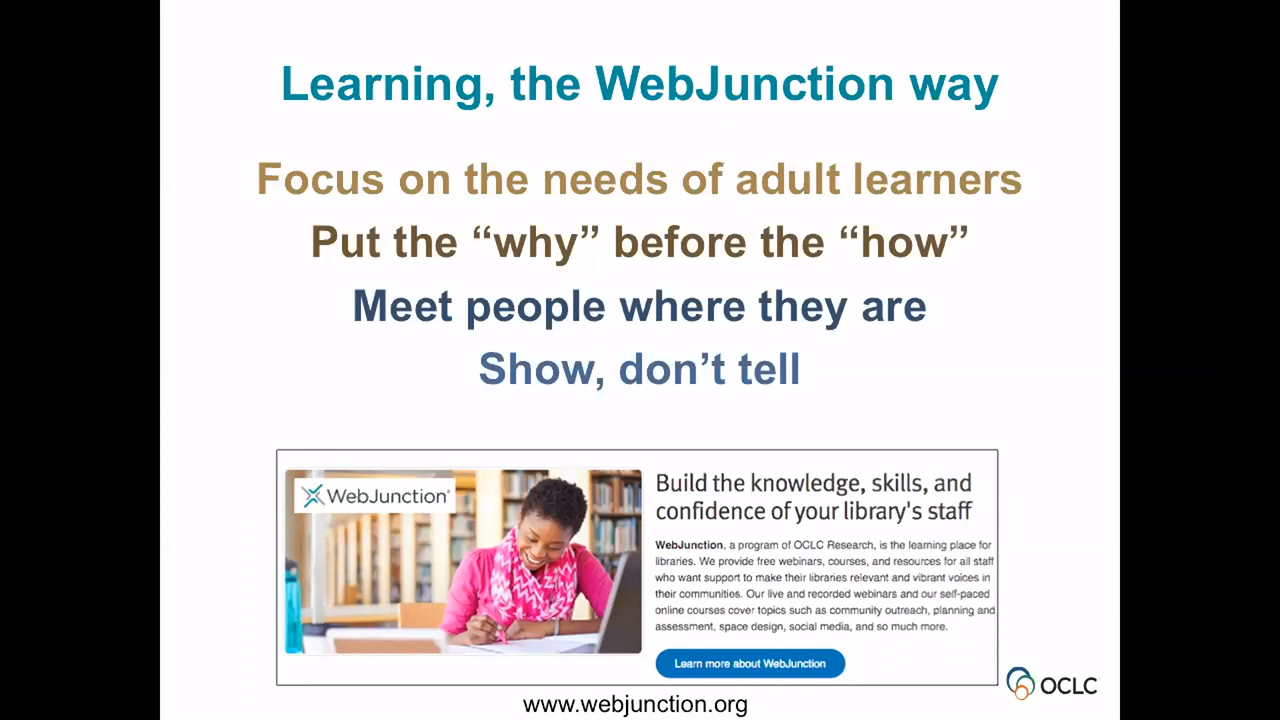 Learning, the WebJunction way
Focus on the needs of adult learners
Put the “why” before the “how”
Meet people where they are
Show, don’t tell
WebJunction®
Build the knowledge, skills, and
confidence of your library's staff
WebJunction, a program of OCLC Research, is the learning place for
libraries. We provide free webinars, courses, and resources for all staff
who want support to make their libraries relevant and vibrant voices in
their communities. Our live and recorded webinars and our self-paced
online courses cover topics such as community outreach, planning and
assessment, space design, social media, and so much more.
Learn more about WebJunction
OCLC
www.webjunction.org